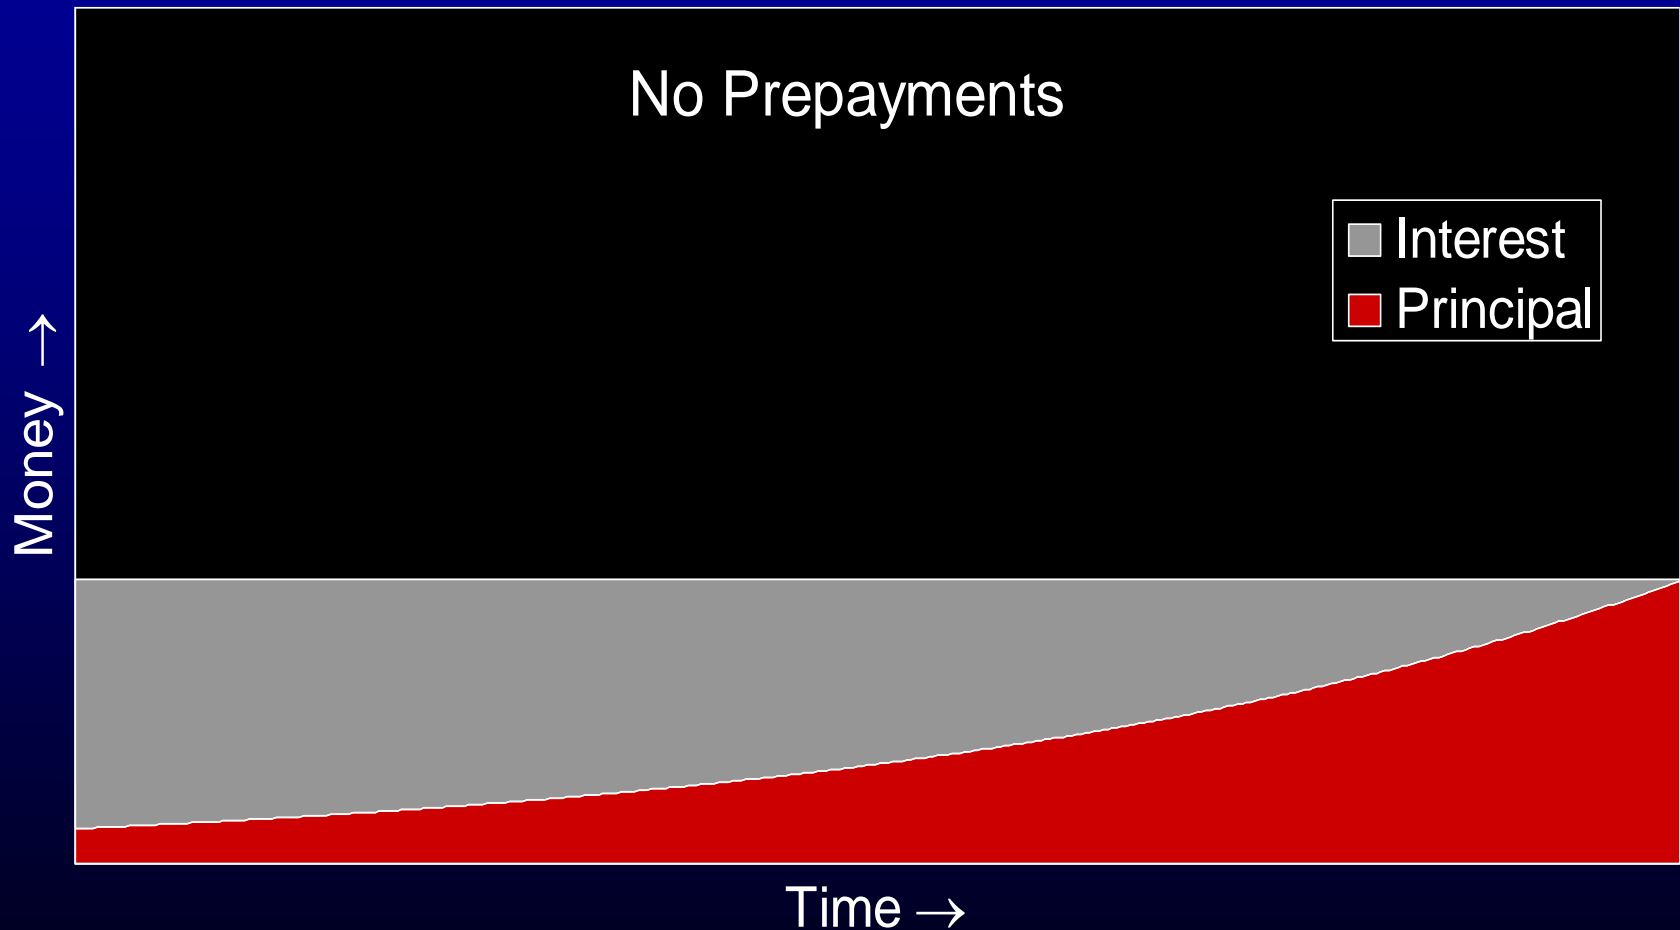 No Prepayments
Interest
Principal
Money →
Time →